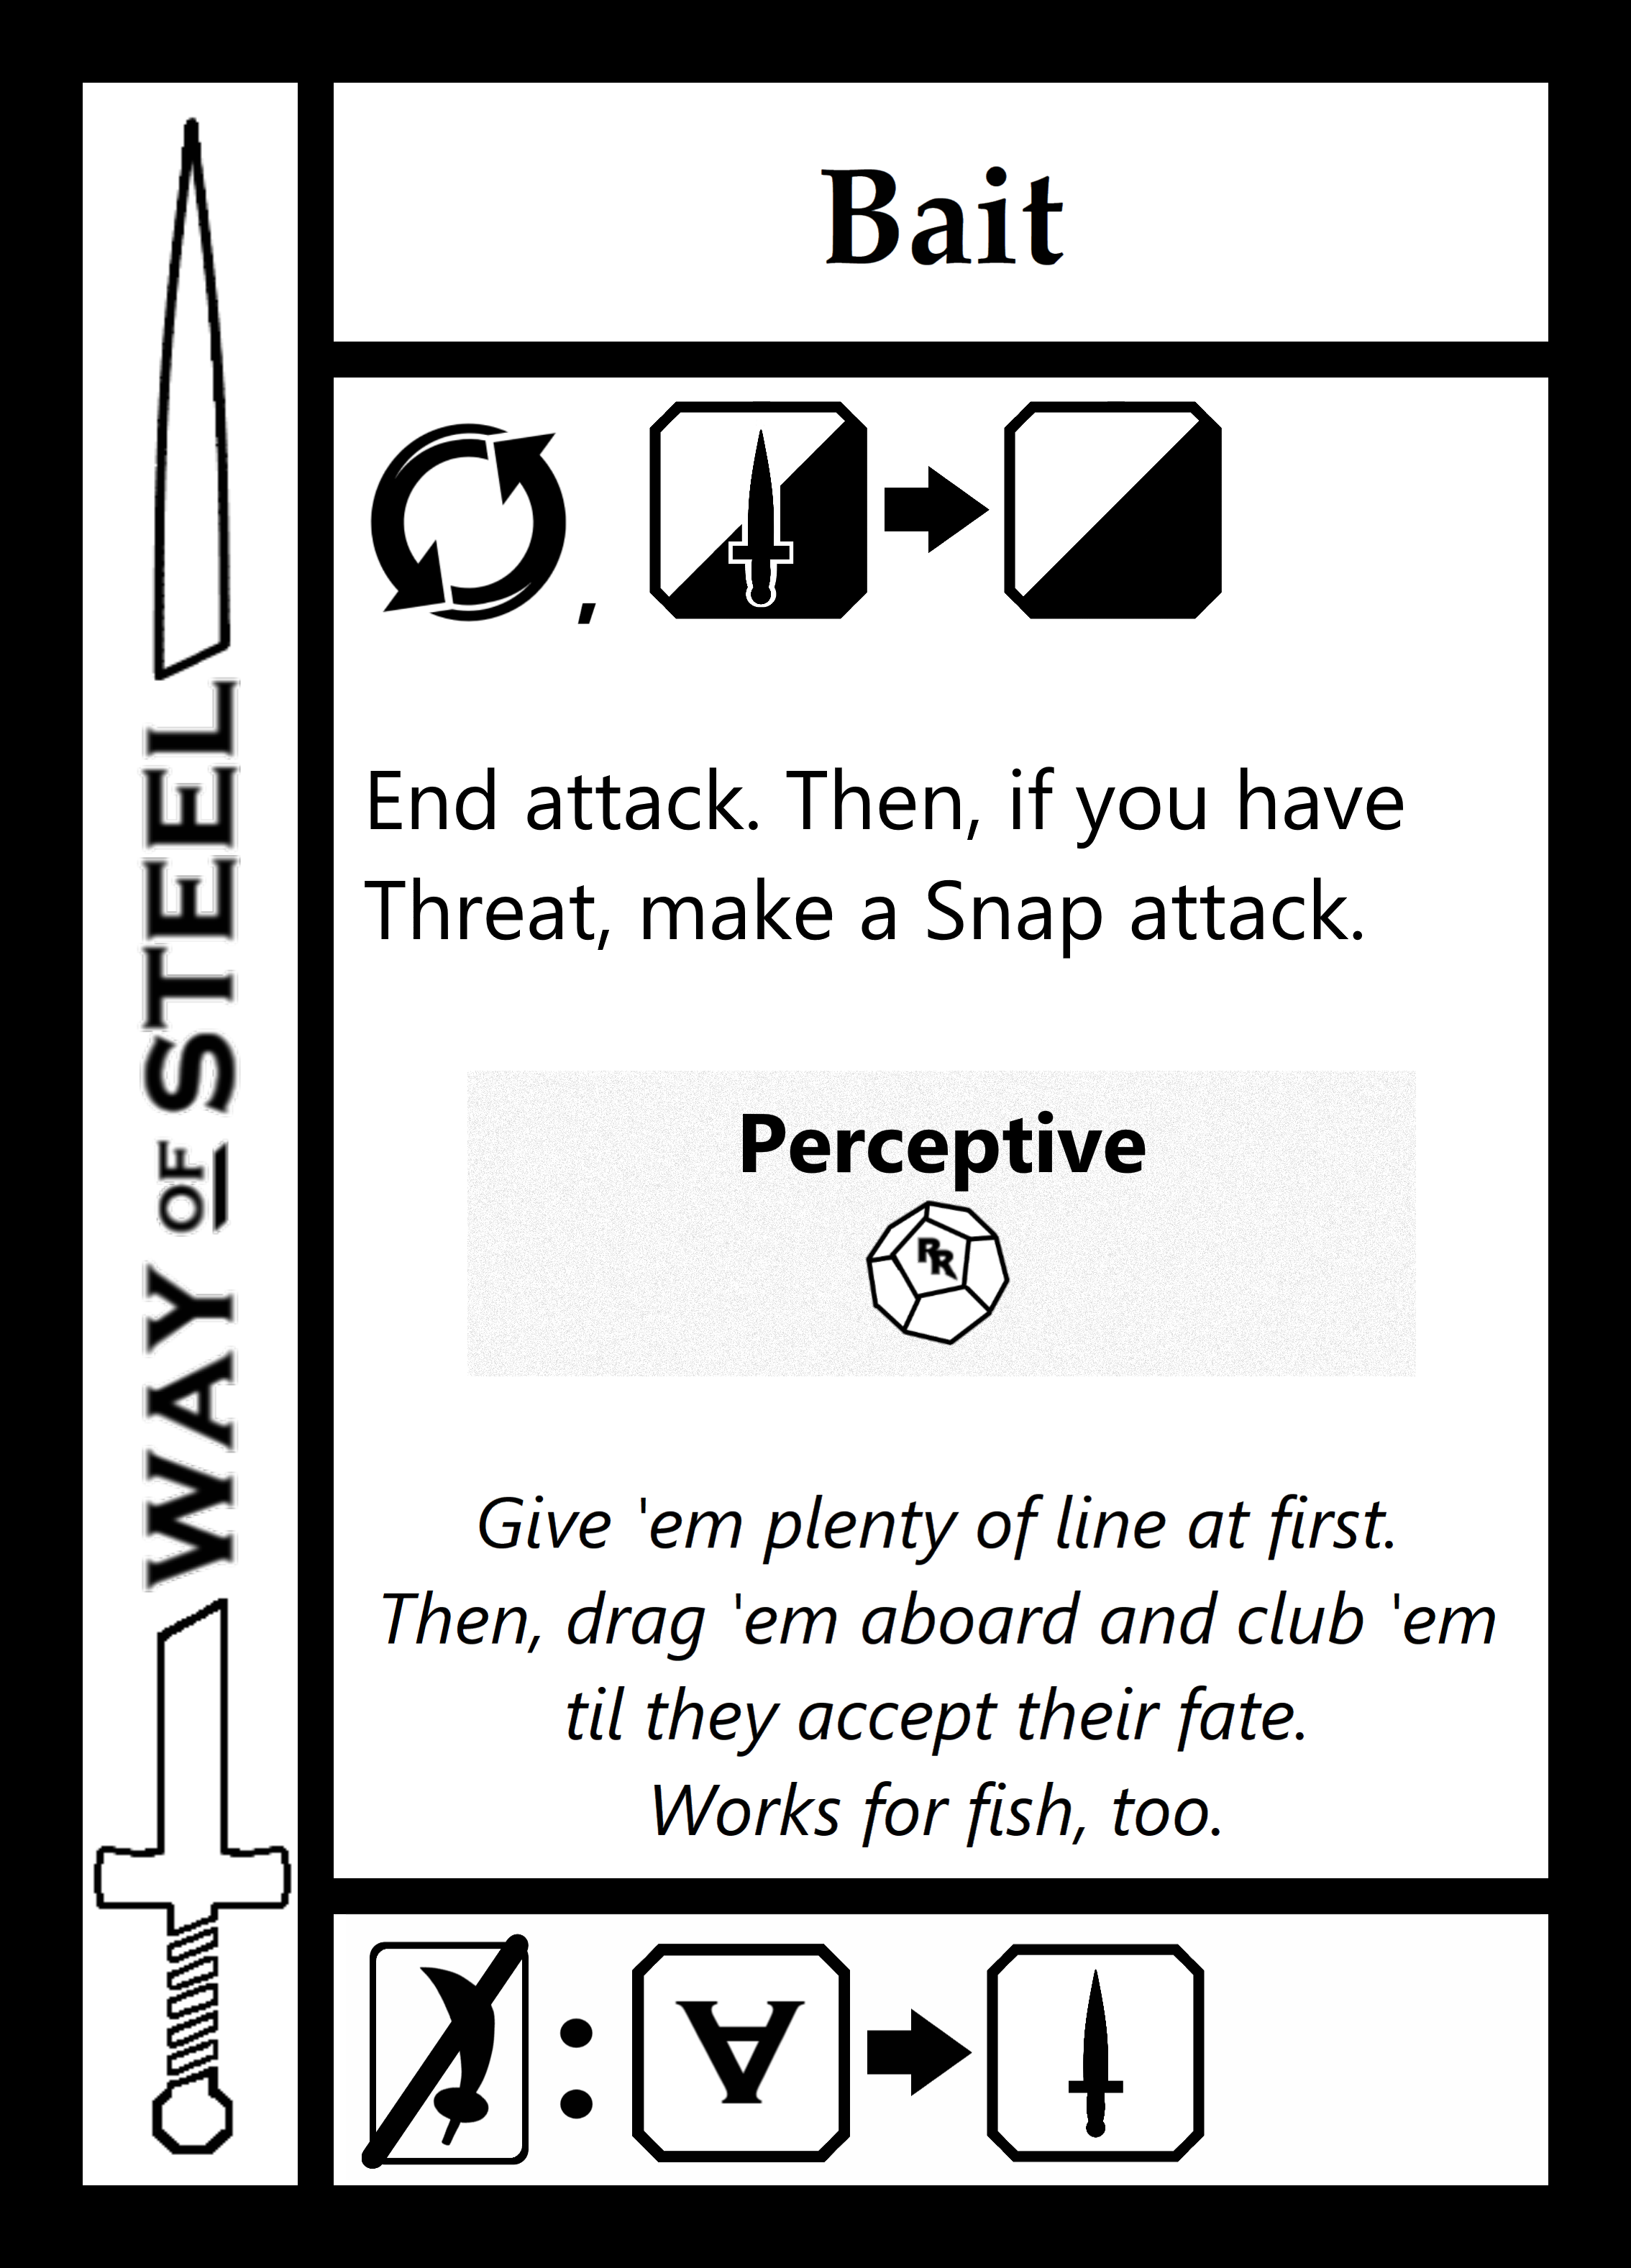 WAY OF STEEL
Bait
,
End attack. Then, if you have
Threat, make a Snap attack.
Perceptive
RR
Give 'em plenty of line at first.
Then, drag 'em aboard and club 'em
til they accept their fate.
Works for fish, too.
: ∀